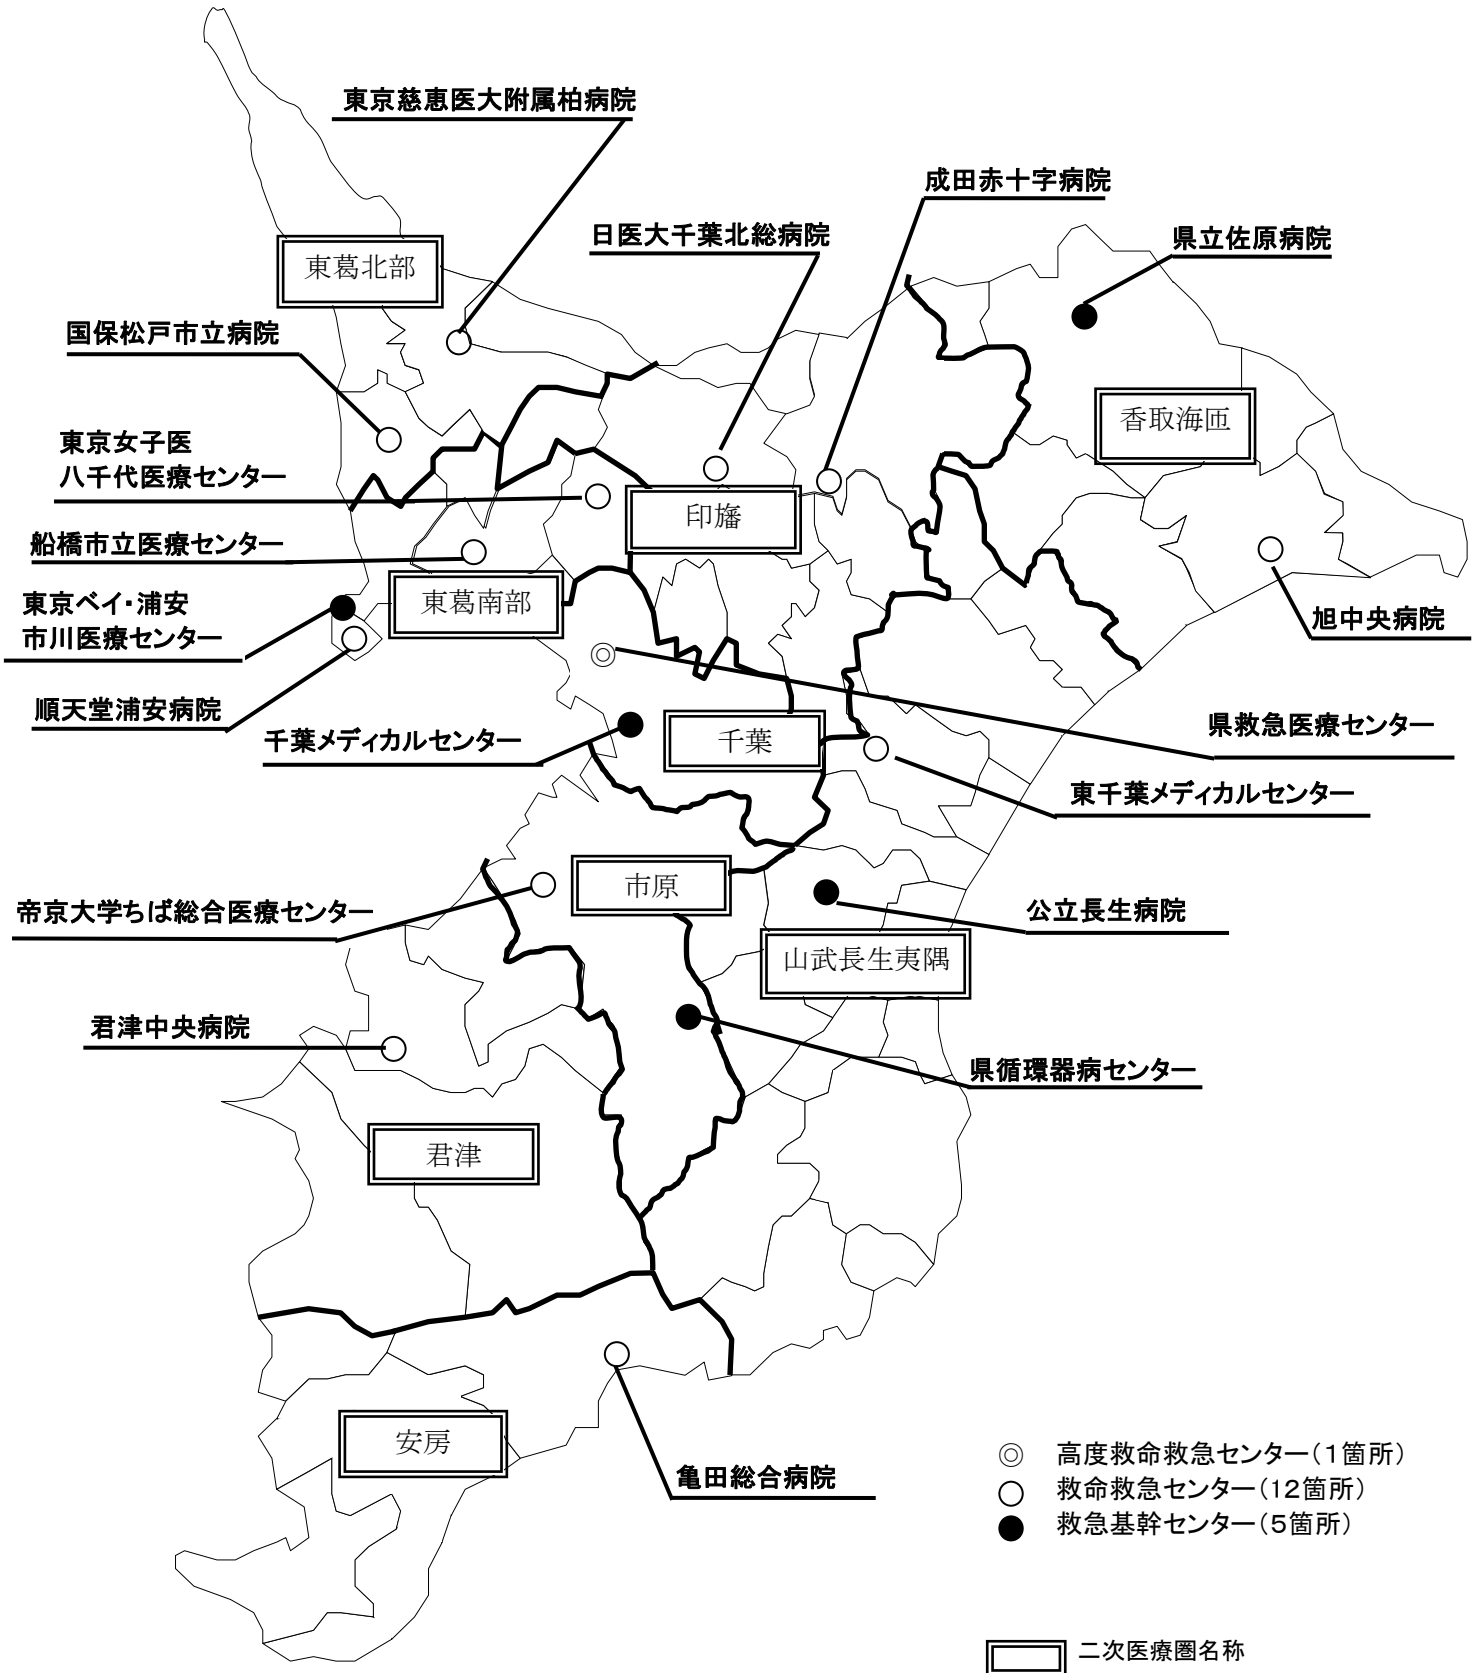 東京慈恵医大附属柏病院
成田赤十字病院
日医大千葉北総病院
県立佐原病院
東葛北部
国保松戸市立病院
香取海匝
東京女子医
八千代医療センター
印旛
船橋市立医療センター
東葛南部
東京ベイ・浦安
市川医療センター
旭中央病院
順天堂浦安病院
千葉メディカルセンター
千葉
県救急医療センター
東千葉メディカルセンター
市原
帝京大学ちば総合医療センター
公立長生病院
山武長生夷隅
君津中央病院
県循環器病センター
君津
安房
亀田総合病院
◎ 高度救命救急センター（１箇所）
○ 救命救急センター（12箇所）
● 救急基幹センター（５箇所）
二次医療圏名称